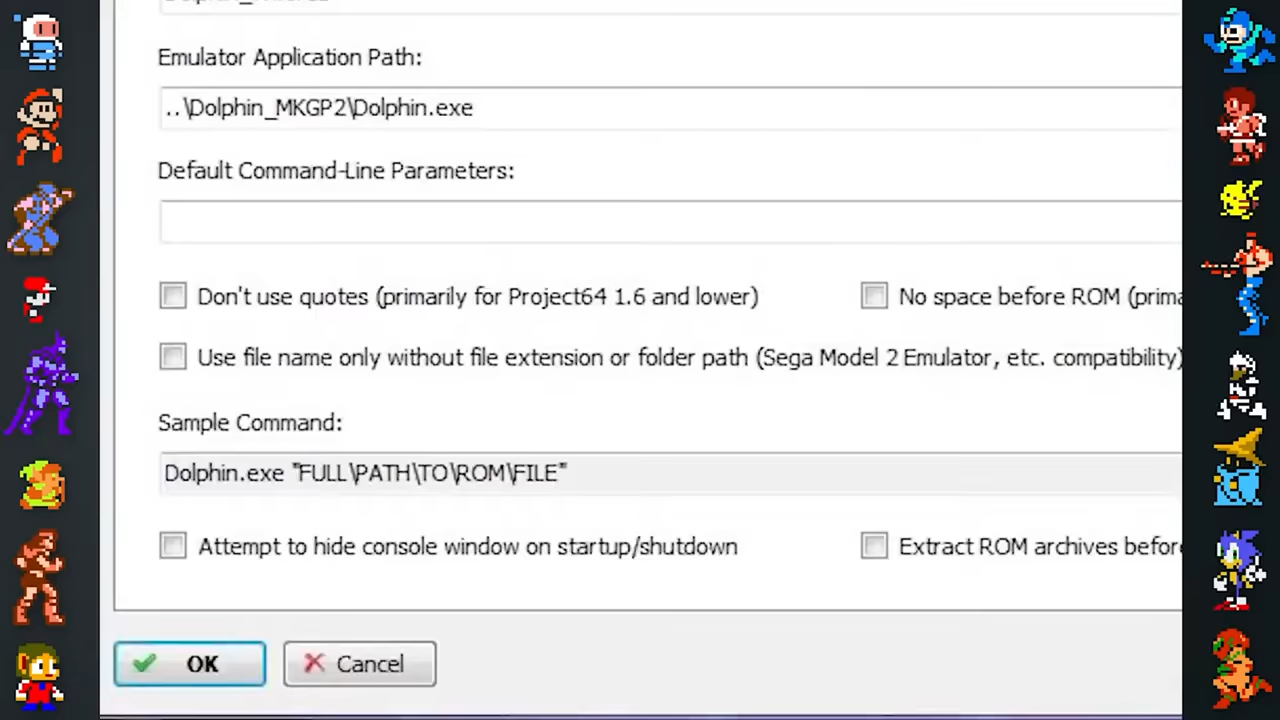 Emulator Application Path:
..\Dolphin_MKGP2\Dolphin.exe
Default Command-Line Parameters:
Don't use quotes (primarily for Project64 1.6 and lower)
No space before ROM
Use file name only without file extension or folder path (Sega Model 2 Emulator, etc. compatibility)
Sample Command:
Dolphin.exe "FULL\PATH\TO\ROM\FILE"
Attempt to hide console window on startup/shutdown
Extract ROM archives
OK
Cancel